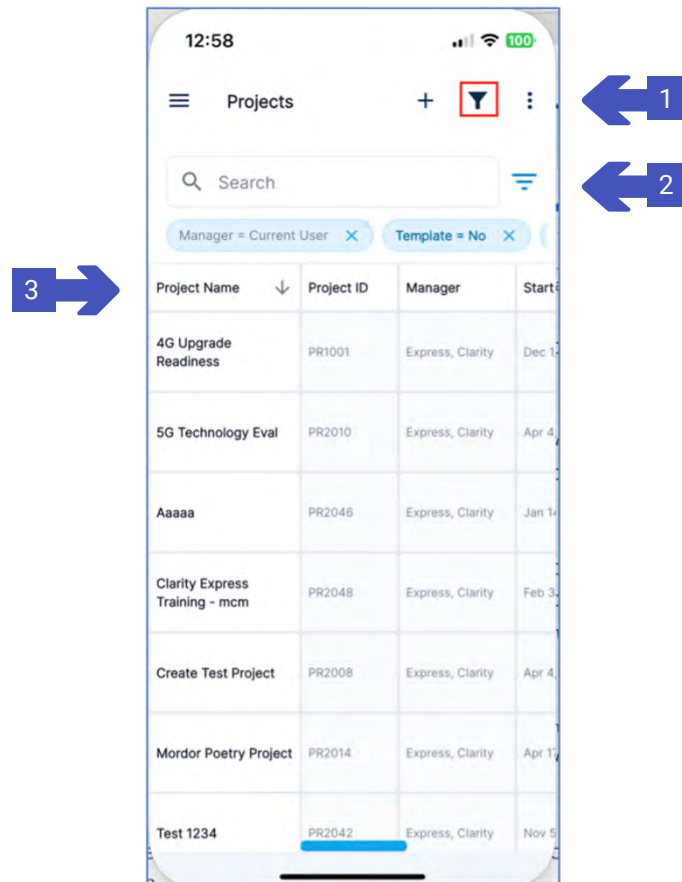 12:58 100
Projects
1
Search
2
Manager = Current User Template = No
3
Project Name Project ID Manager Start
4G Upgrade
Readiness
PR1001 Express, Clarity Dec 1,
5G Technology Eval PR2010 Express, Clarity Apr 4,
Aaaaa PR2046 Express, Clarity Jan 14
Clarity Express
Training - mcm
PR2048 Express, Clarity Feb 3,
Create Test Project PR2008 Express, Clarity Apr 4,
Mordor Poetry Project PR2014 Express, Clarity Apr 17
Test 1234 PR2042 Express, Clarity Nov 5